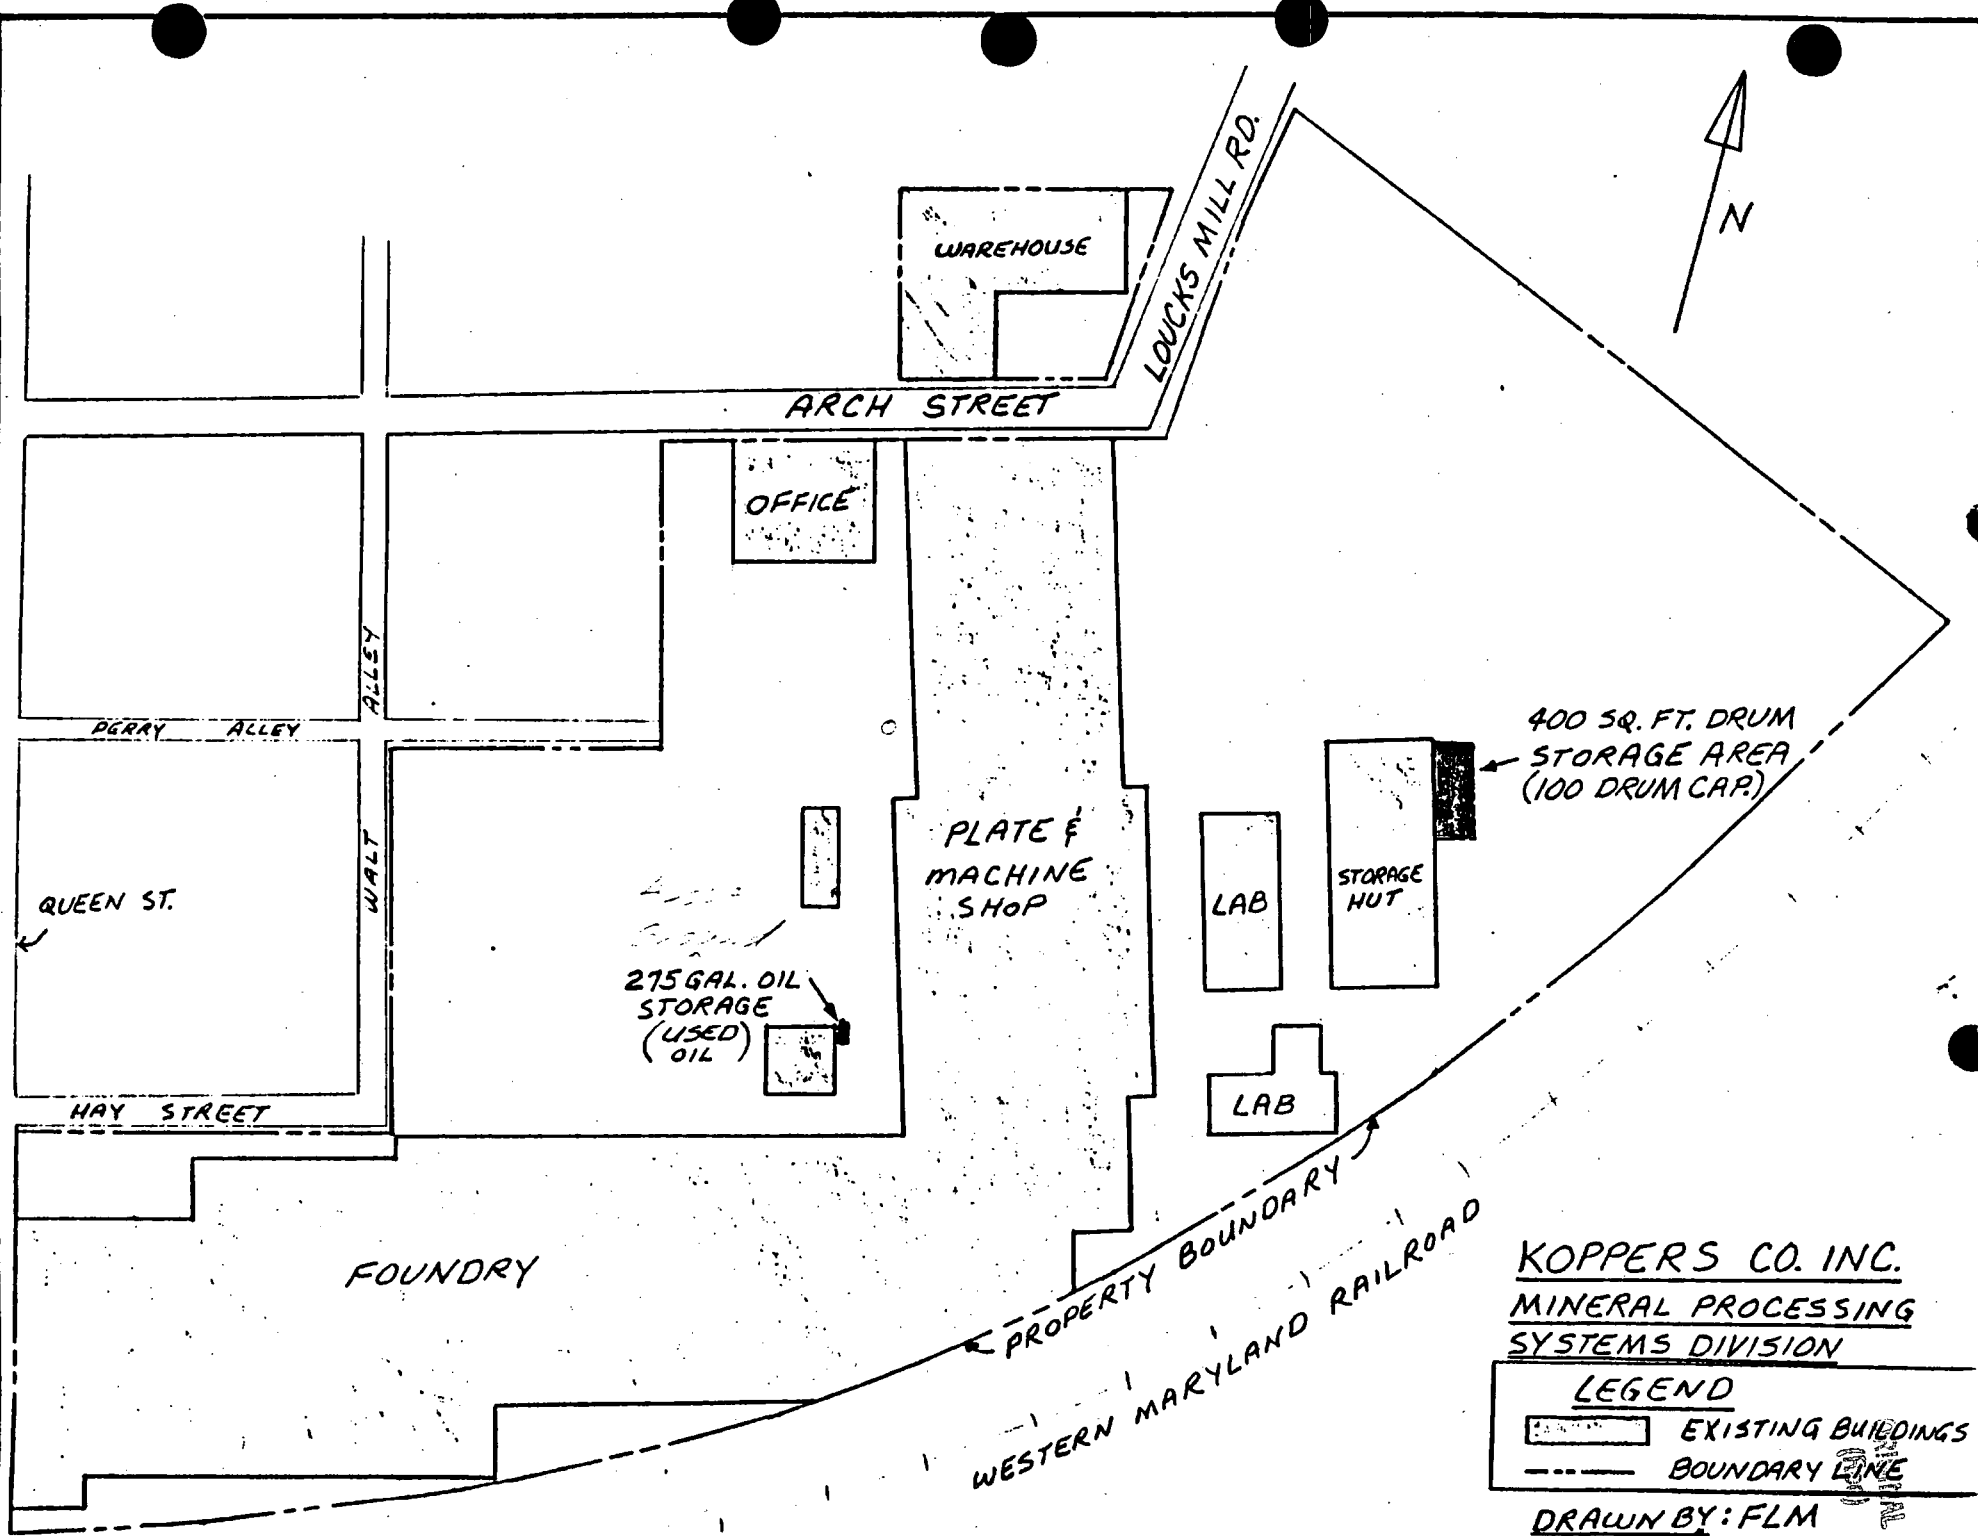 LOUCKS MILL RD.
N
WAREHOUSE
ARCH STREET
OFFICE
WALT ALLEY
PERRY ALLEY
400 SQ. FT. DRUM
STORAGE AREA
(100 DRUM CAP.)
PLATE &
MACHINE
SHOP
LAB
STORAGE
HUT
QUEEN ST.
275 GAL. OIL
STORAGE
(USED
OIL)
HAY STREET
LAB
FOUNDRY
PROPERTY BOUNDARY
WESTERN MARYLAND RAILROAD
KOPPERS CO. INC.
MINERAL PROCESSING
SYSTEMS DIVISION
LEGEND
EXISTING BUILDINGS
BOUNDARY LINE
DRAWN BY: FLM